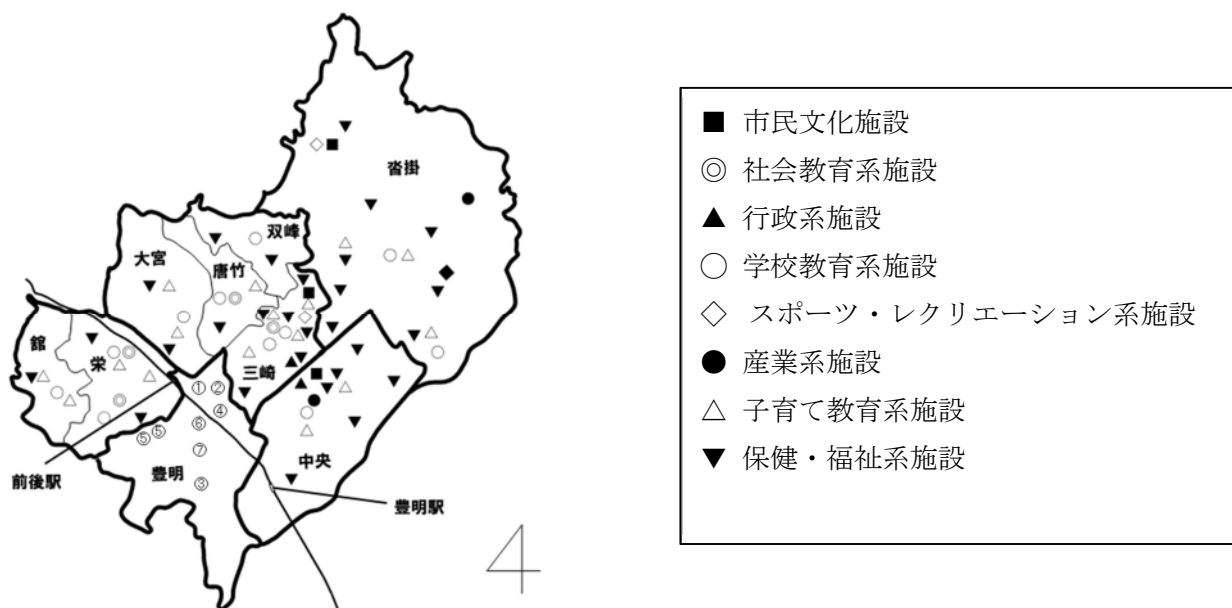 沓掛
双峰
大宮
唐竹
舘
栄
三崎
① ②
④
⑥
⑤ ⑤
⑦
豊明
③
中央
前後駅
豊明駅
■ 市民文化施設
◎ 社会教育系施設
▲ 行政系施設
○ 学校教育系施設
◇ スポーツ・レクリエーション系施設
● 産業系施設
△ 子育て教育系施設
▼ 保健・福祉系施設